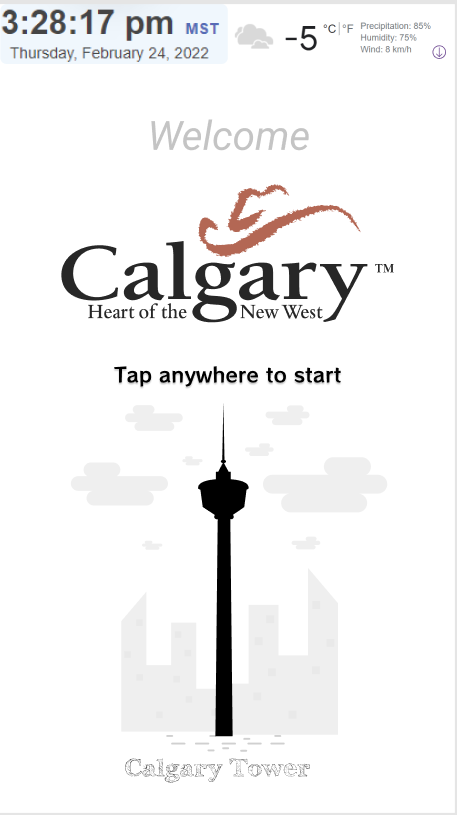 3:28:17 pm MST
Thursday, February 24, 2022
-5 °C|°F
Precipitation: 85%
Humidity: 75%
Wind: 8 km/h
Welcome
Calgary™
Heart of the New West
Tap anywhere to start
Calgary Tower